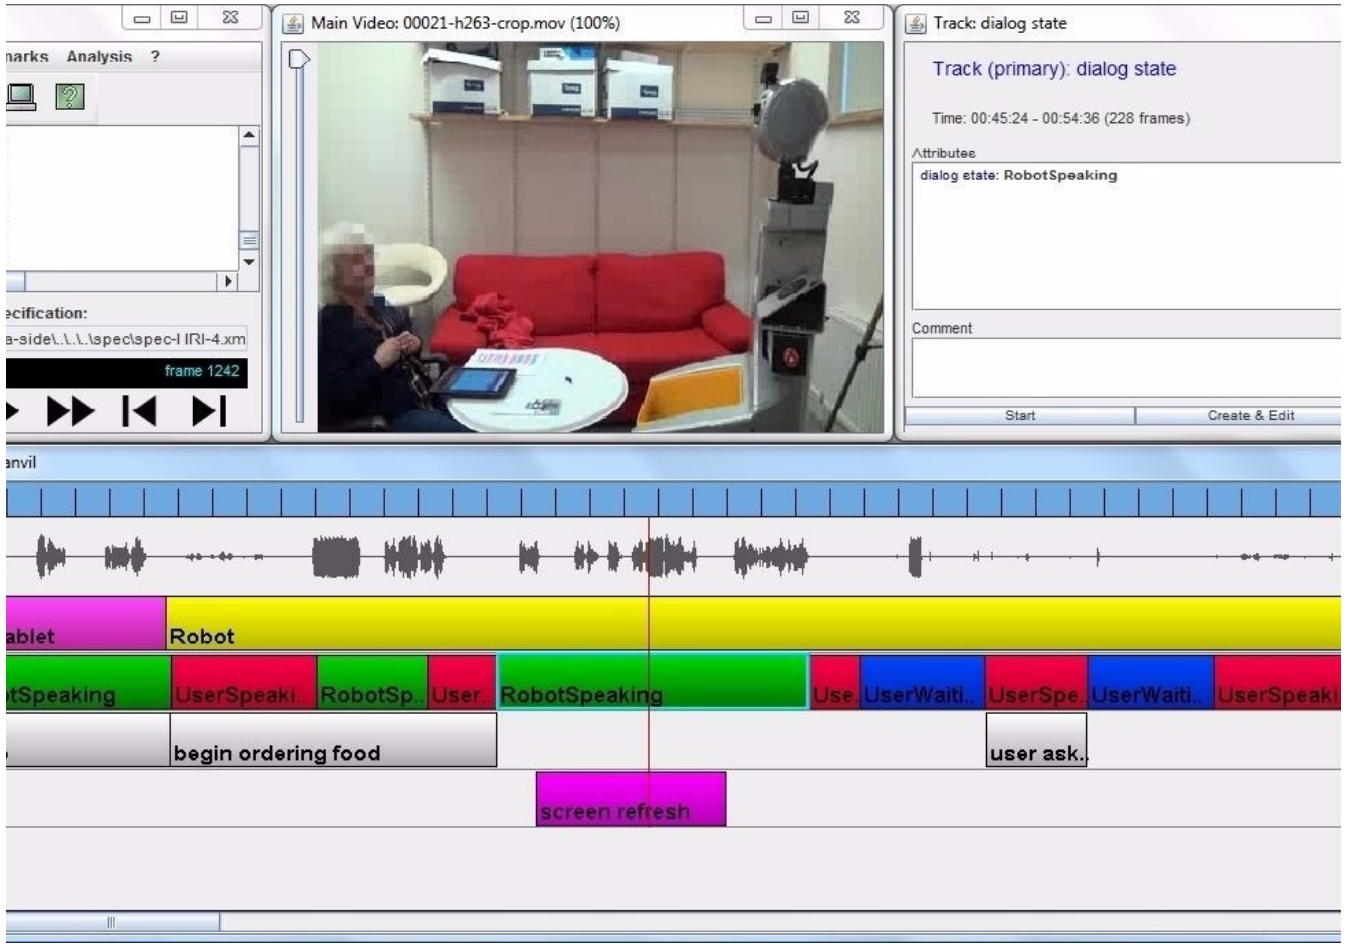 Main Video: 00021-h263-crop.mov (100%)
Track: dialog state
narks Analysis ?
Track (primary): dialog state
Time: 00:45:24 - 00:54:36 (228 frames)
Attributes
dialog state: RobotSpeaking
ecification:
a-side\..\..\..\spec\spec-HRI-4.xm
frame 1242
Comment
Start
Create & Edit
anvil
ablet
Robot
tSpeaking
UserSpeaki..
RobotSp..
User..
RobotSpeaking
Use.
UserWaiti..
UserSpe.
UserWaiti..
UserSpeaki
begin ordering food
user ask..
screen refresh